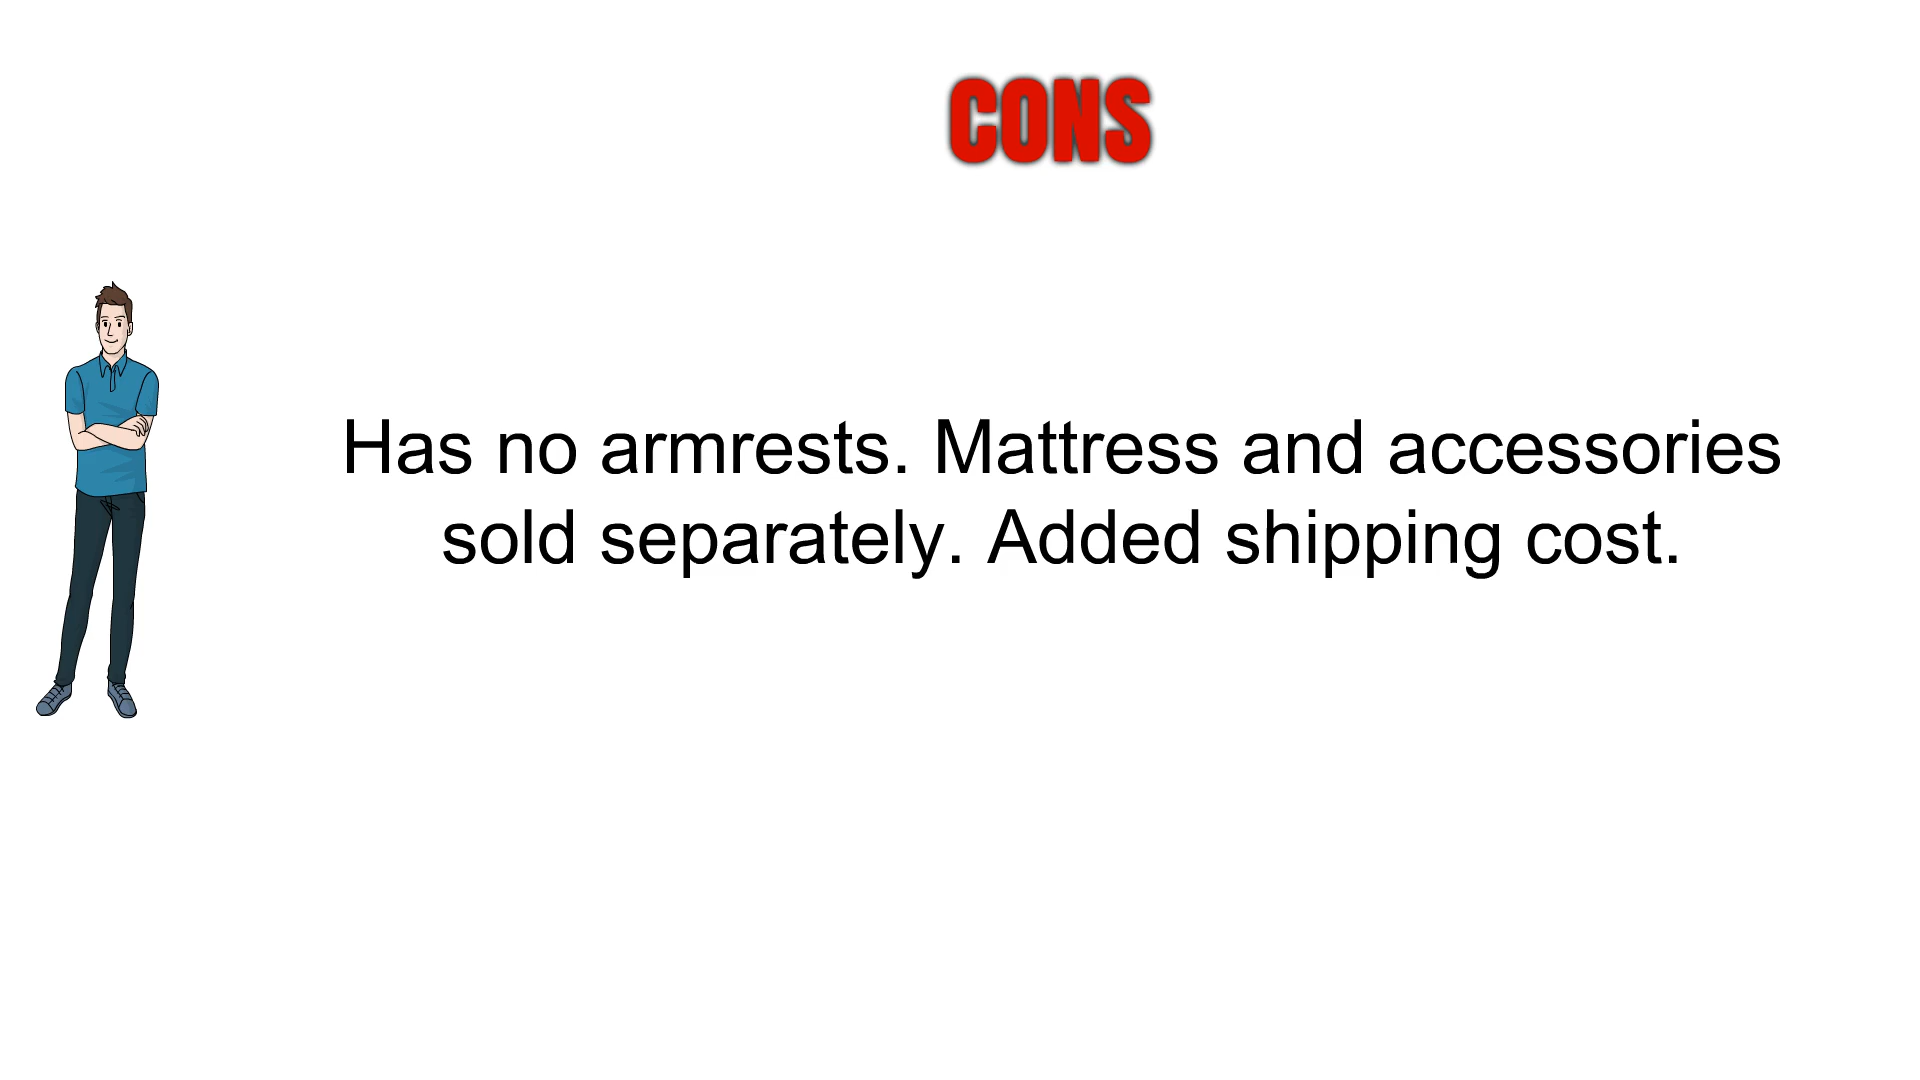 CONS
Has no armrests. Mattress and accessories
sold separately. Added shipping cost.